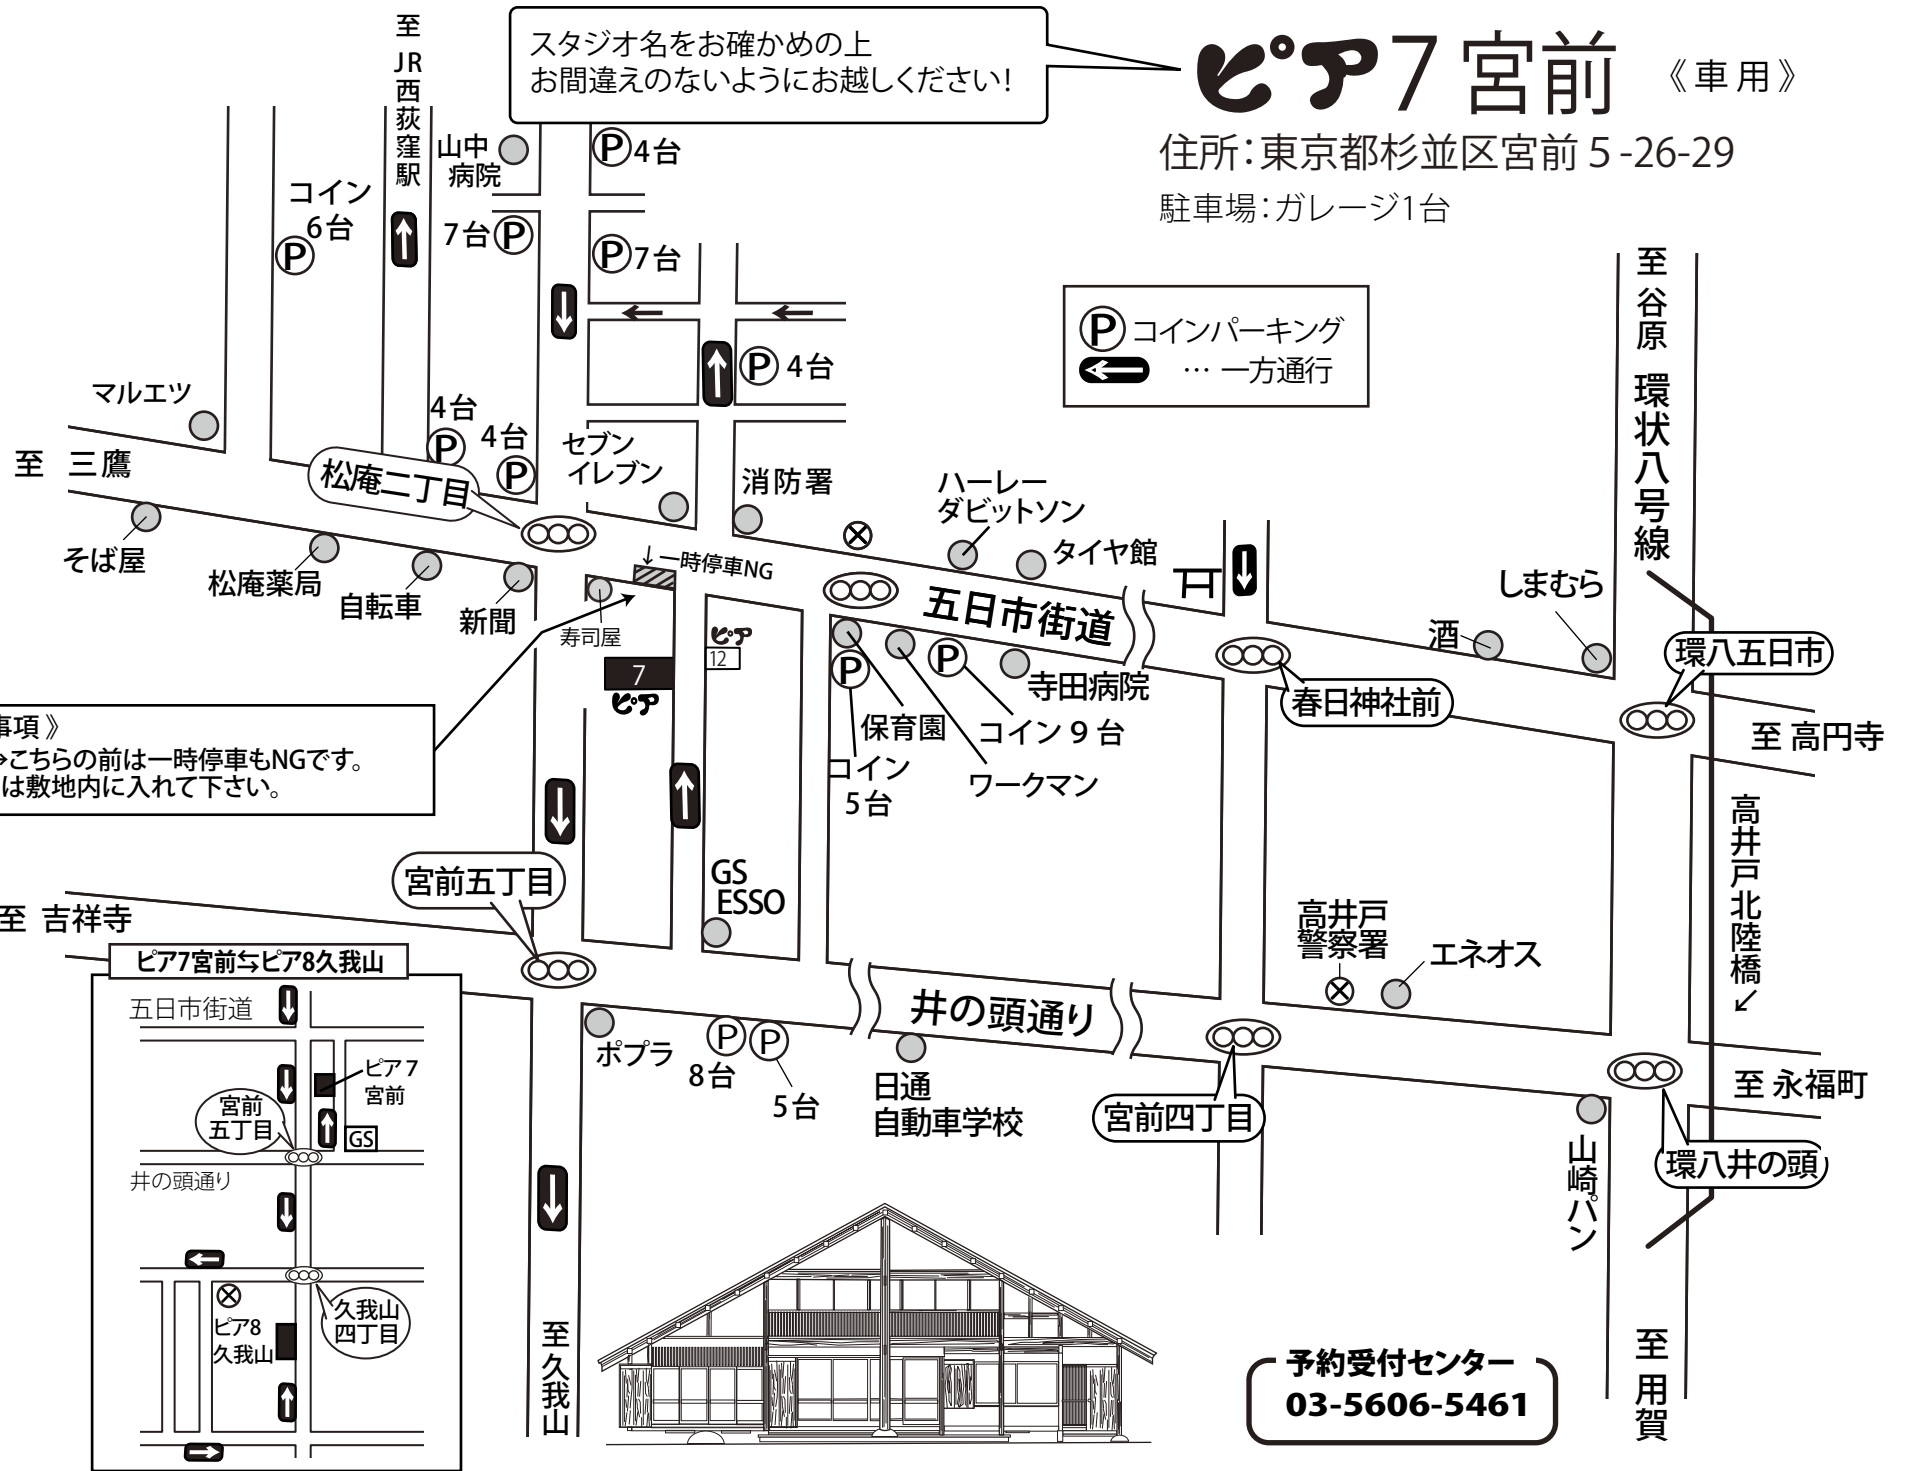 スタジオ名をお確かめの上
お間違えのないようにお越しください!
ピア7 宮前 《車用》
住所：東京都杉並区宮前 5 -26-29
駐車場：ガレージ1台
至 JR 西荻窪駅
山中
病院
P 4台
コイン
6台
P
7台 P
P 7台
P コインパーキング
… 一方通行
至 谷原
環状八号線
P 4台
マルエツ
4台
P
4台
P
セブン
イレブン
消防署
ハーレー
ダビットソン
タイヤ館
至 三鷹
松庵二丁目
↓一時停車NG
そば屋
松庵薬局
自転車
新聞
寿司屋
五日市街道
しまむら
酒
環八五日市
ピア
12
7
ピア
P
P
寺田病院
春日神社前
保育園
コイン 9 台
コイン
5台
ワークマン
至 高円寺
事項 》
こちらの前は一時停車もNGです。
は敷地内に入れて下さい。
高井戸北陸橋↙
宮前五丁目
GS
ESSO
至 吉祥寺
高井戸
警察署
エネオス
井の頭通り
ポプラ
P
8台
P
5台
日通
自動車学校
宮前四丁目
至 永福町
環八井の頭
山崎パン
至 久我山
至 用賀
ピア7宮前⇆ピア8久我山
五日市街道
ピア 7
宮前
宮前
五丁目
GS
井の頭通り
久我山
四丁目
ピア8
久我山
予約受付センター
03-5606-5461